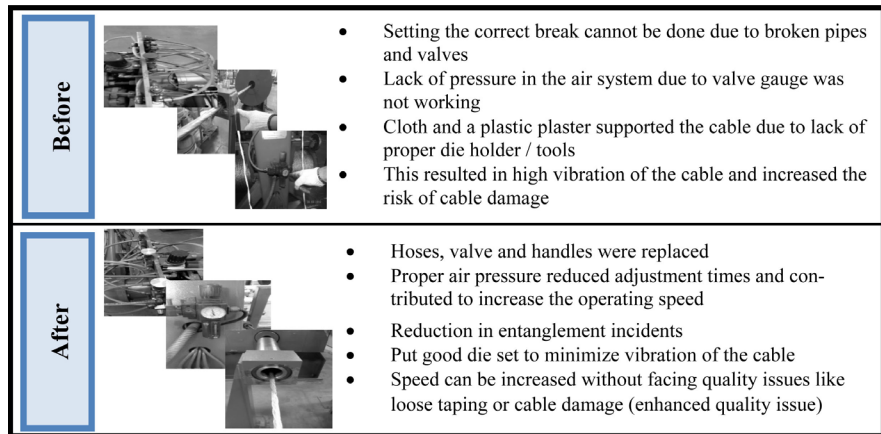 Before
• Setting the correct break cannot be done due to broken pipes
and valves
• Lack of pressure in the air system due to valve gauge was
not working
• Cloth and a plastic plaster supported the cable due to lack of
proper die holder / tools
• This resulted in high vibration of the cable and increased the
risk of cable damage
After
• Hoses, valve and handles were replaced
• Proper air pressure reduced adjustment times and con-
tributed to increase the operating speed
• Reduction in entanglement incidents
• Put good die set to minimize vibration of the cable
• Speed can be increased without facing quality issues like
loose taping or cable damage (enhanced quality issue)